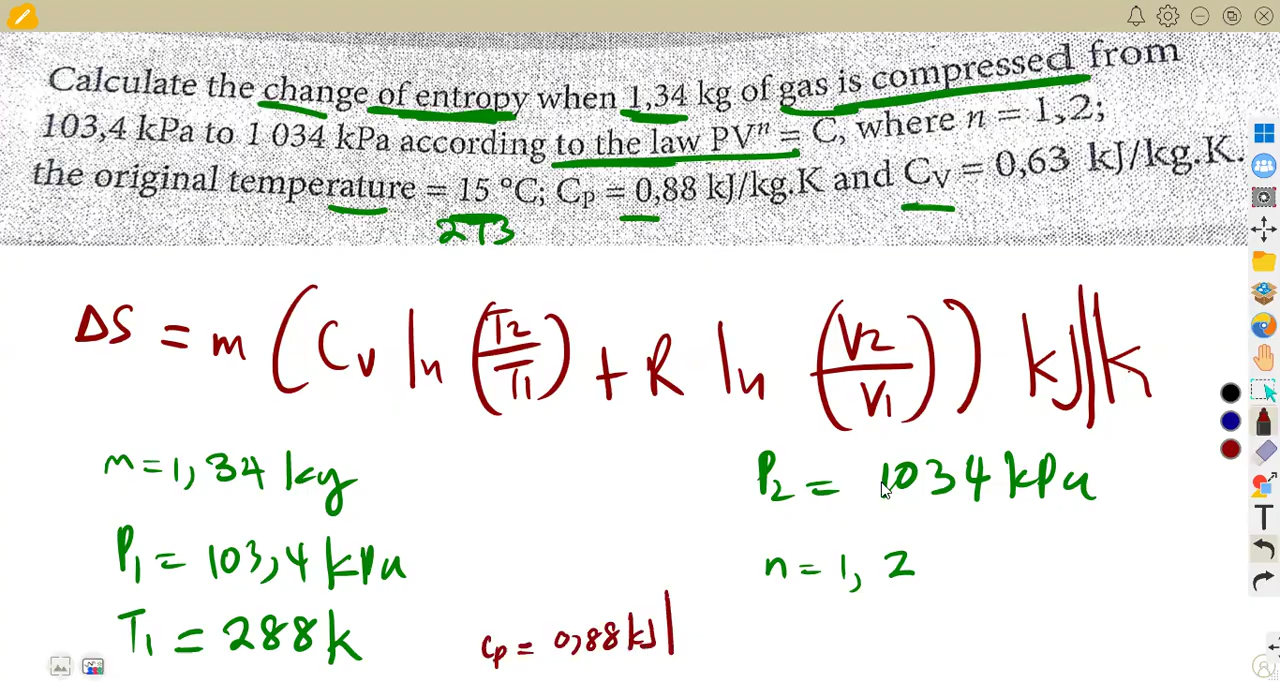 Calculate the change of entropy when 1,34 kg of gas is compressed from
103,4 kPa to 1 034 kPa according to the law PVⁿ = C, where n = 1,2;
the original temperature = 15 °C; Cp = 0,88 kJ/kg.K and Cv = 0,63 kJ/kg.K.
273
ΔS = m (Cv ln (T2/T1) + R ln (V2/V1)) kJ/K
m = 1,34 kg
P2 = 1034 kPa
P1 = 103,4 kPa
n = 1,2
T1 = 288 k
Cp = 0,88 kJ/
T